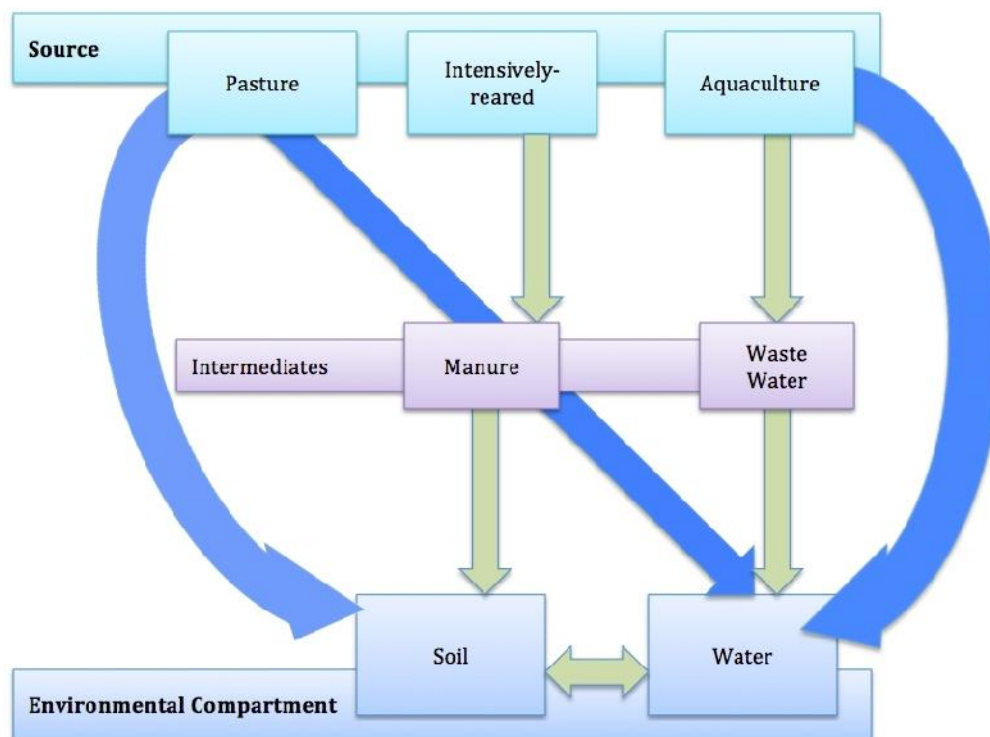 Source
Pasture
Intensively-
reared
Aquaculture
Intermediates
Manure
Waste
Water
Soil
Water
Environmental Compartment